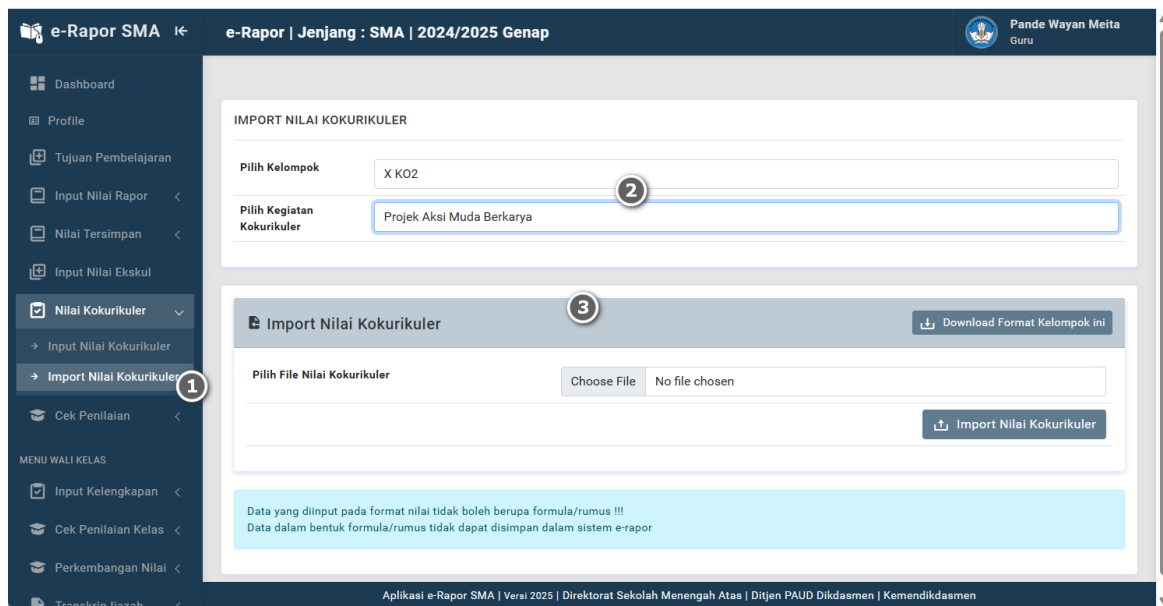 e-Rapor SMA
e-Rapor | Jenjang : SMA | 2024/2025 Genap
Pande Wayan Meita
Guru
Dashboard
Profile
Tujuan Pembelajaran
Input Nilai Rapor
Nilai Tersimpan
Input Nilai Ekskul
Nilai Kokurikuler
Input Nilai Kokurikuler
Import Nilai Kokurikuler
1
Cek Penilaian
MENU WALI KELAS
Input Kelengkapan
Cek Penilaian Kelas
Perkembangan Nilai
Transkrip Ijazah
IMPORT NILAI KOKURIKULER
Pilih Kelompok
X KO2
2
Pilih Kegiatan
Kokurikuler
Projek Aksi Muda Berkarya
3
Import Nilai Kokurikuler
Download Format Kelompok ini
Pilih File Nilai Kokurikuler
Choose File No file chosen
Import Nilai Kokurikuler
Data yang diinput pada format nilai tidak boleh berupa formula/rumus !!!
Data dalam bentuk formula/rumus tidak dapat disimpan dalam sistem e-rapor
Aplikasi e-Rapor SMA | Versi 2025 | Direktorat Sekolah Menengah Atas | Ditjen PAUD Dikdasmen | Kemendikdasmen